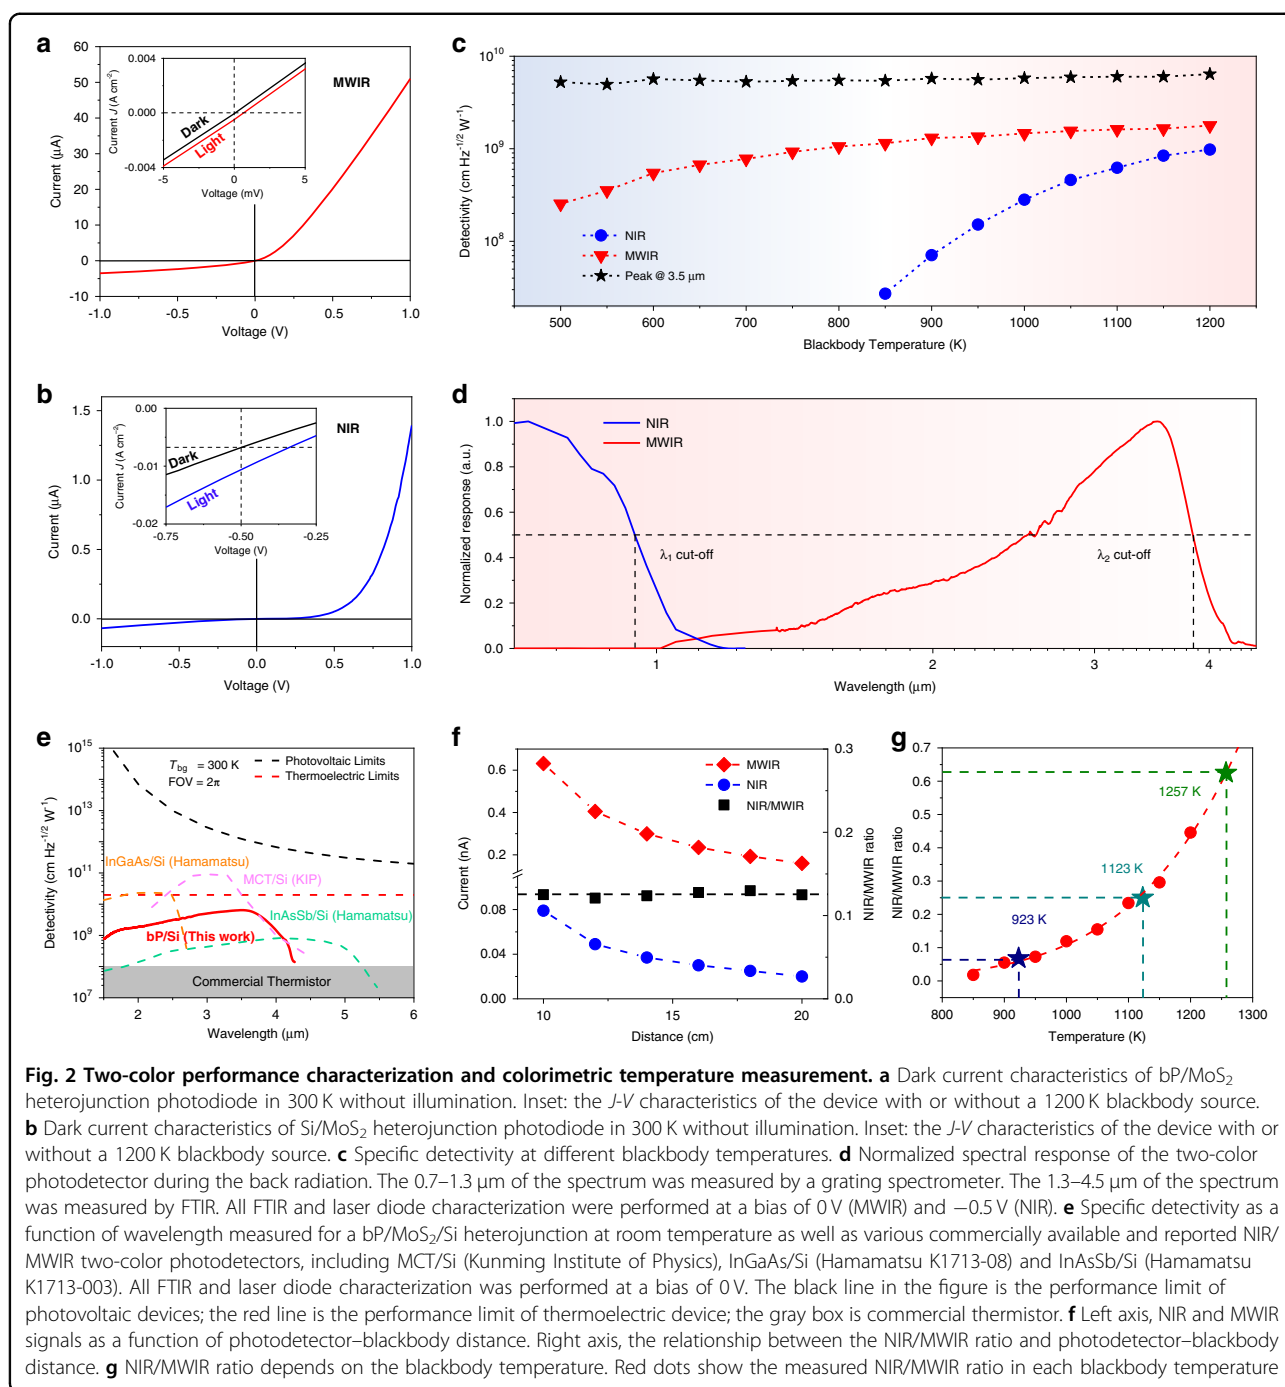 a
60
50
40
30
20
10
0
-10
Current (μA)
-1.0 -0.5 0.0 0.5 1.0
Voltage (V)
MWIR
0.004
0.000
-0.004
Current J (A cm⁻²)
Dark
Light
-5 0 5
Voltage (mV)
b
1.5
1.0
0.5
0.0
Current (μA)
-1.0 -0.5 0.0 0.5 1.0
Voltage (V)
NIR
0.00
-0.01
-0.02
Current J (A cm⁻²)
Dark
Light
-0.75 -0.50 -0.25
Voltage (V)
c
10¹⁰
10⁹
10⁸
Detectivity (cm Hz⁻¹/² W⁻¹)
NIR
MWIR
Peak @ 3.5 μm
500 600 700 800 900 1000 1100 1200
Blackbody Temperature (K)
d
1.0
0.8
0.6
0.4
0.2
0.0
Normalized response (a.u.)
NIR
MWIR
λ₁ cut-off
λ₂ cut-off
1 2 3 4
Wavelength (μm)
e
10¹⁵
10¹³
10¹¹
10⁹
10⁷
Detectivity (cm Hz⁻¹/² W⁻¹)
T_bg = 300 K
FOV = 2π
Photovoltaic Limits
Thermoelectric Limits
InGaAs/Si (Hamamatsu)
MCT/Si (KIP)
InAsSb/Si (Hamamatsu)
bP/Si (This work)
Commercial Thermistor
2 3 4 5 6
Wavelength (μm)
f
0.6
0.4
0.2
0.08
0.04
0.00
Current (nA)
MWIR
NIR
NIR/MWIR
0.3
0.2
0.1
0.0
NIR/MWIR ratio
10 12 14 16 18 20
Distance (cm)
g
0.7
0.6
0.5
0.4
0.3
0.2
0.1
0.0
NIR/MWIR ratio
1257 K
1123 K
923 K
800 900 1000 1100 1200 1300
Temperature (K)
Fig. 2 Two-color performance characterization and colorimetric temperature measurement. a Dark current characteristics of bP/MoS₂
heterojunction photodiode in 300 K without illumination. Inset: the J-V characteristics of the device with or without a 1200 K blackbody source.
b Dark current characteristics of Si/MoS₂ heterojunction photodiode in 300 K without illumination. Inset: the J-V characteristics of the device with or
without a 1200 K blackbody source. c Specific detectivity at different blackbody temperatures. d Normalized spectral response of the two-color
photodetector during the back radiation. The 0.7–1.3 μm of the spectrum was measured by a grating spectrometer. The 1.3–4.5 μm of the spectrum
was measured by FTIR. All FTIR and laser diode characterization were performed at a bias of 0 V (MWIR) and −0.5 V (NIR). e Specific detectivity as a
function of wavelength measured for a bP/MoS₂/Si heterojunction at room temperature as well as various commercially available and reported NIR/
MWIR two-color photodetectors, including MCT/Si (Kunming Institute of Physics), InGaAs/Si (Hamamatsu K1713-08) and InAsSb/Si (Hamamatsu
K1713-003). All FTIR and laser diode characterization was performed at a bias of 0 V. The black line in the figure is the performance limit of
photovoltaic devices; the red line is the performance limit of thermoelectric device; the gray box is commercial thermistor. f Left axis, NIR and MWIR
signals as a function of photodetector–blackbody distance. Right axis, the relationship between the NIR/MWIR ratio and photodetector–blackbody
distance. g NIR/MWIR ratio depends on the blackbody temperature. Red dots show the measured NIR/MWIR ratio in each blackbody temperature